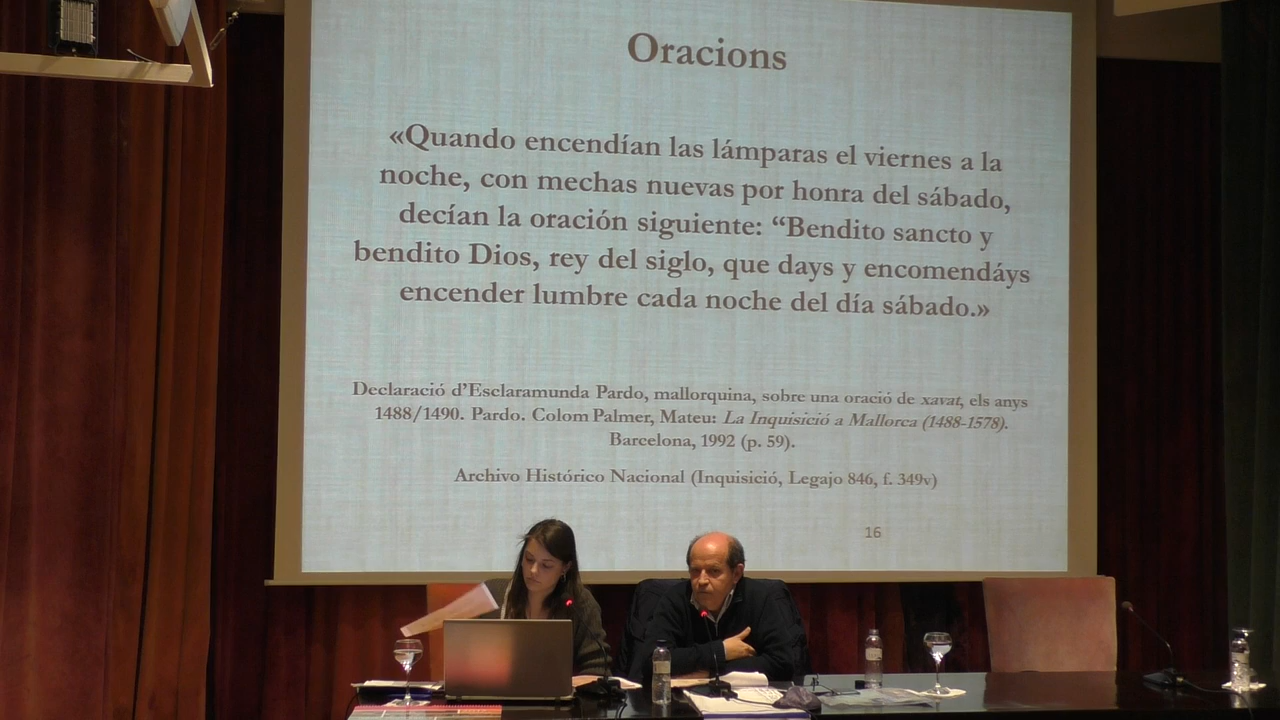 Oracions
«Quando encendían las lámparas el viernes a la
noche, con mechas nuevas por honra del sábado,
decían la oración siguiente: “Bendito sancto y
bendito Dios, rey del siglo, que days y encomendáys
encender lumbre cada noche del día sábado.»
Declaració d’Esclaramunda Pardo, mallorquina, sobre una oració de xavat, els anys
1488/1490. Pardo. Colom Palmer, Mateu: La Inquisició a Mallorca (1488-1578).
Barcelona, 1992 (p. 59).
Archivo Histórico Nacional (Inquisició, Legajo 846, f. 349v)
16